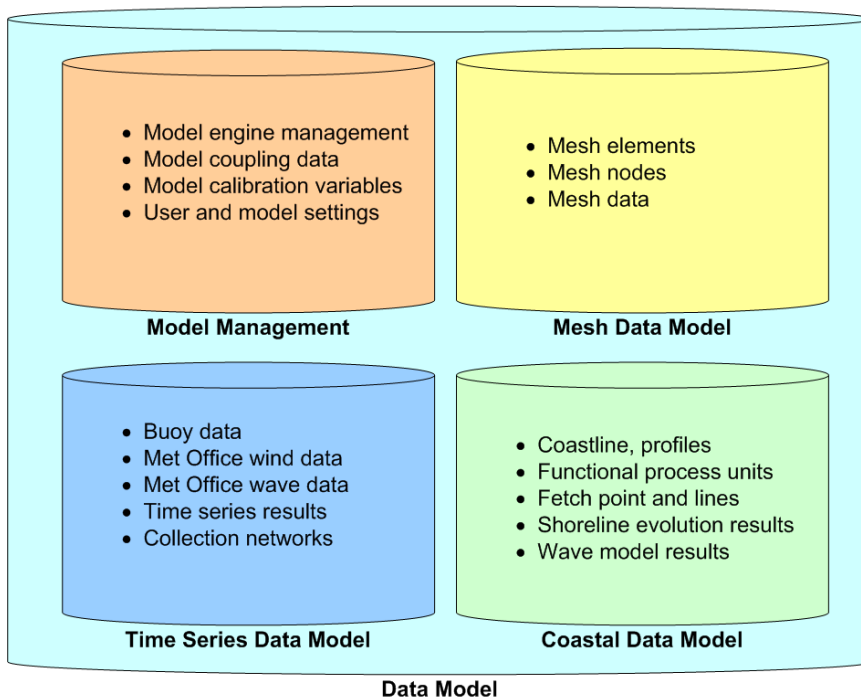 • Model engine management
• Model coupling data
• Model calibration variables
• User and model settings
Model Management
• Mesh elements
• Mesh nodes
• Mesh data
Mesh Data Model
• Buoy data
• Met Office wind data
• Met Office wave data
• Time series results
• Collection networks
Time Series Data Model
• Coastline, profiles
• Functional process units
• Fetch point and lines
• Shoreline evolution results
• Wave model results
Coastal Data Model
Data Model